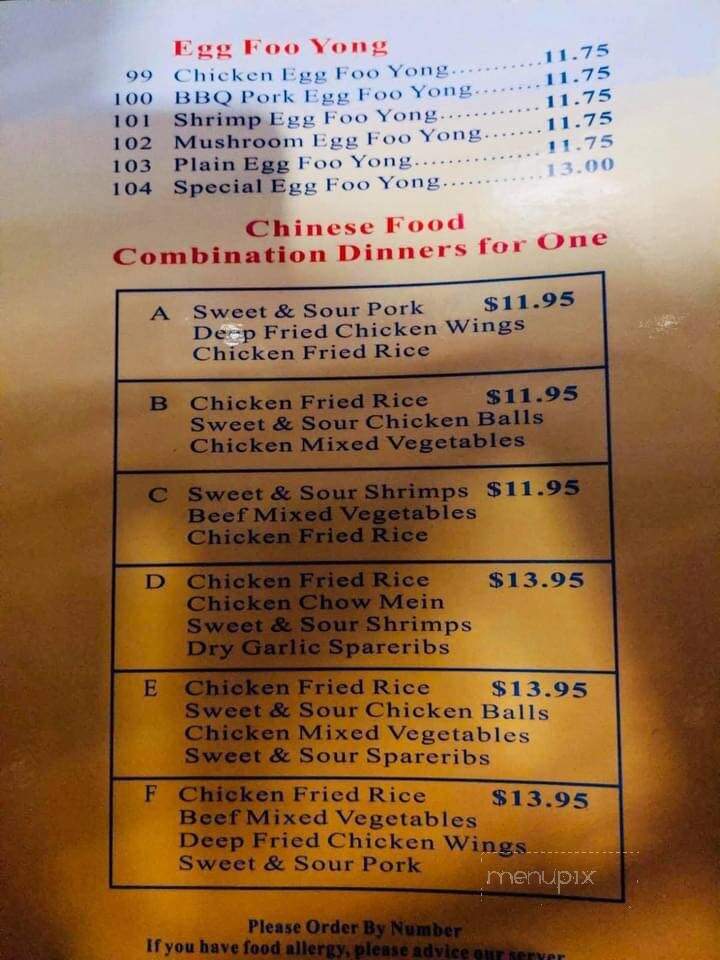 Egg Foo Yong
99 Chicken Egg Foo Yong..........11.75
100 BBQ Pork Egg Foo Yong........11.75
101 Shrimp Egg Foo Yong............11.75
102 Mushroom Egg Foo Yong.......11.75
103 Plain Egg Foo Yong...............11.75
104 Special Egg Foo Yong...........13.00
Chinese Food
Combination Dinners for One
A Sweet & Sour Pork $11.95
Deep Fried Chicken Wings
Chicken Fried Rice
B Chicken Fried Rice $11.95
Sweet & Sour Chicken Balls
Chicken Mixed Vegetables
C Sweet & Sour Shrimps $11.95
Beef Mixed Vegetables
Chicken Fried Rice
D Chicken Fried Rice $13.95
Chicken Chow Mein
Sweet & Sour Shrimps
Dry Garlic Spareribs
E Chicken Fried Rice $13.95
Sweet & Sour Chicken Balls
Chicken Mixed Vegetables
Sweet & Sour Spareribs
F Chicken Fried Rice $13.95
Beef Mixed Vegetables
Deep Fried Chicken Wings
Sweet & Sour Pork
menupix
Please Order By Number
If you have food allergy, please advice our server